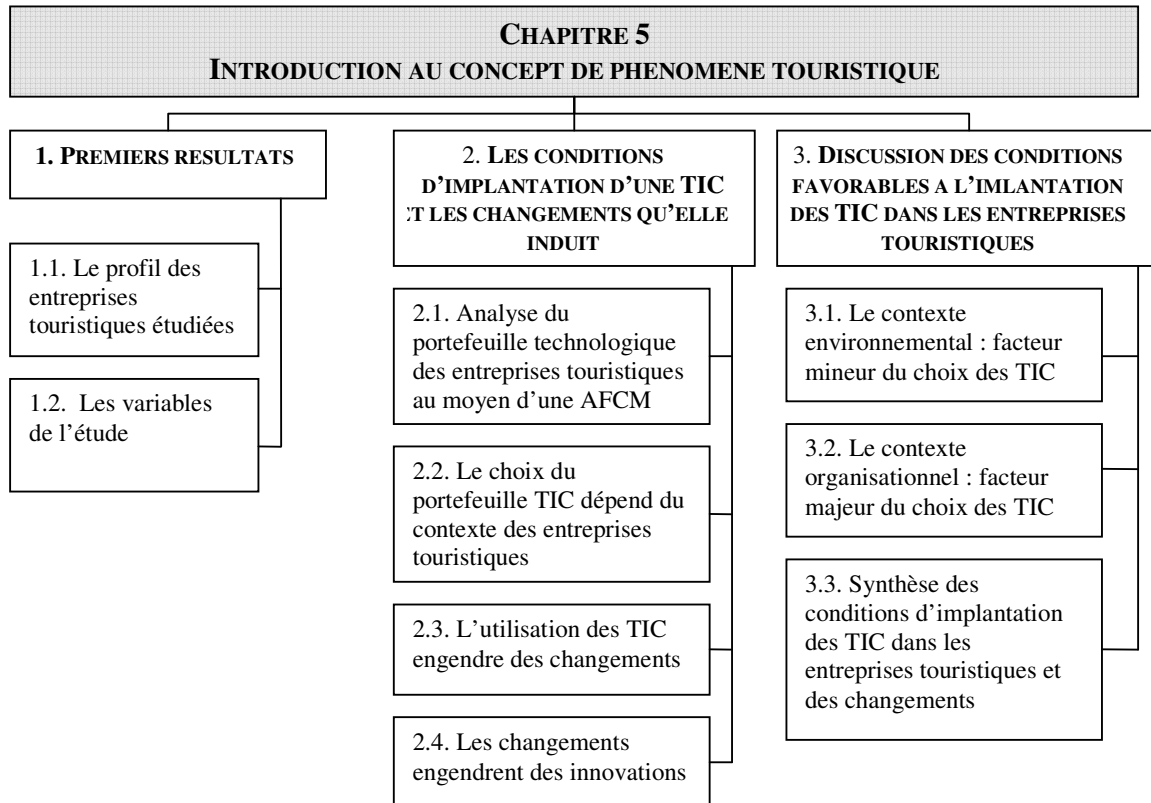 CHAPITRE 5
INTRODUCTION AU CONCEPT DE PHENOMENE TOURISTIQUE
1. PREMIERS RESULTATS
1.1. Le profil des
entreprises
touristiques étudiées
1.2. Les variables
de l’étude
2. LES CONDITIONS
D’IMPLANTATION D’UNE TIC
ET LES CHANGEMENTS QU’ELLE
INDUIT
2.1. Analyse du
portefeuille technologique
des entreprises touristiques
au moyen d’une AFCM
2.2. Le choix du
portefeuille TIC dépend du
contexte des entreprises
touristiques
2.3. L’utilisation des TIC
engendre des changements
2.4. Les changements
engendrent des innovations
3. DISCUSSION DES CONDITIONS
FAVORABLES A L’IMLANTATION
DES TIC DANS LES ENTREPRISES
TOURISTIQUES
3.1. Le contexte
environnemental : facteur
mineur du choix des TIC
3.2. Le contexte
organisationnel : facteur
majeur du choix des TIC
3.3. Synthèse des
conditions d’implantation
des TIC dans les
entreprises touristiques et
des changements